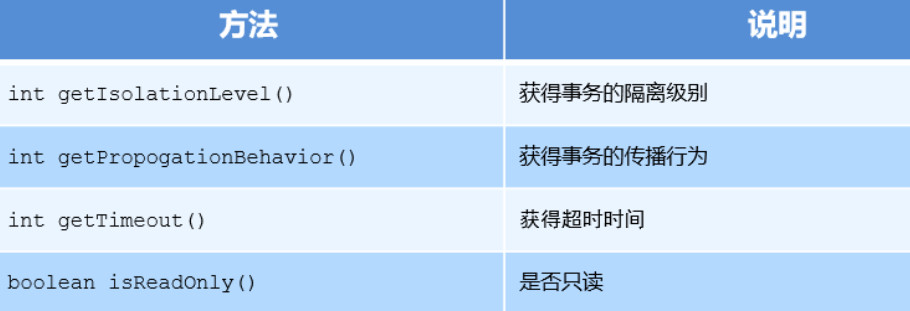 方法 说明
int getIsolationLevel() 获得事务的隔离级别
int getPropogationBehavior() 获得事务的传播行为
int getTimeout() 获得超时时间
boolean isReadOnly() 是否只读